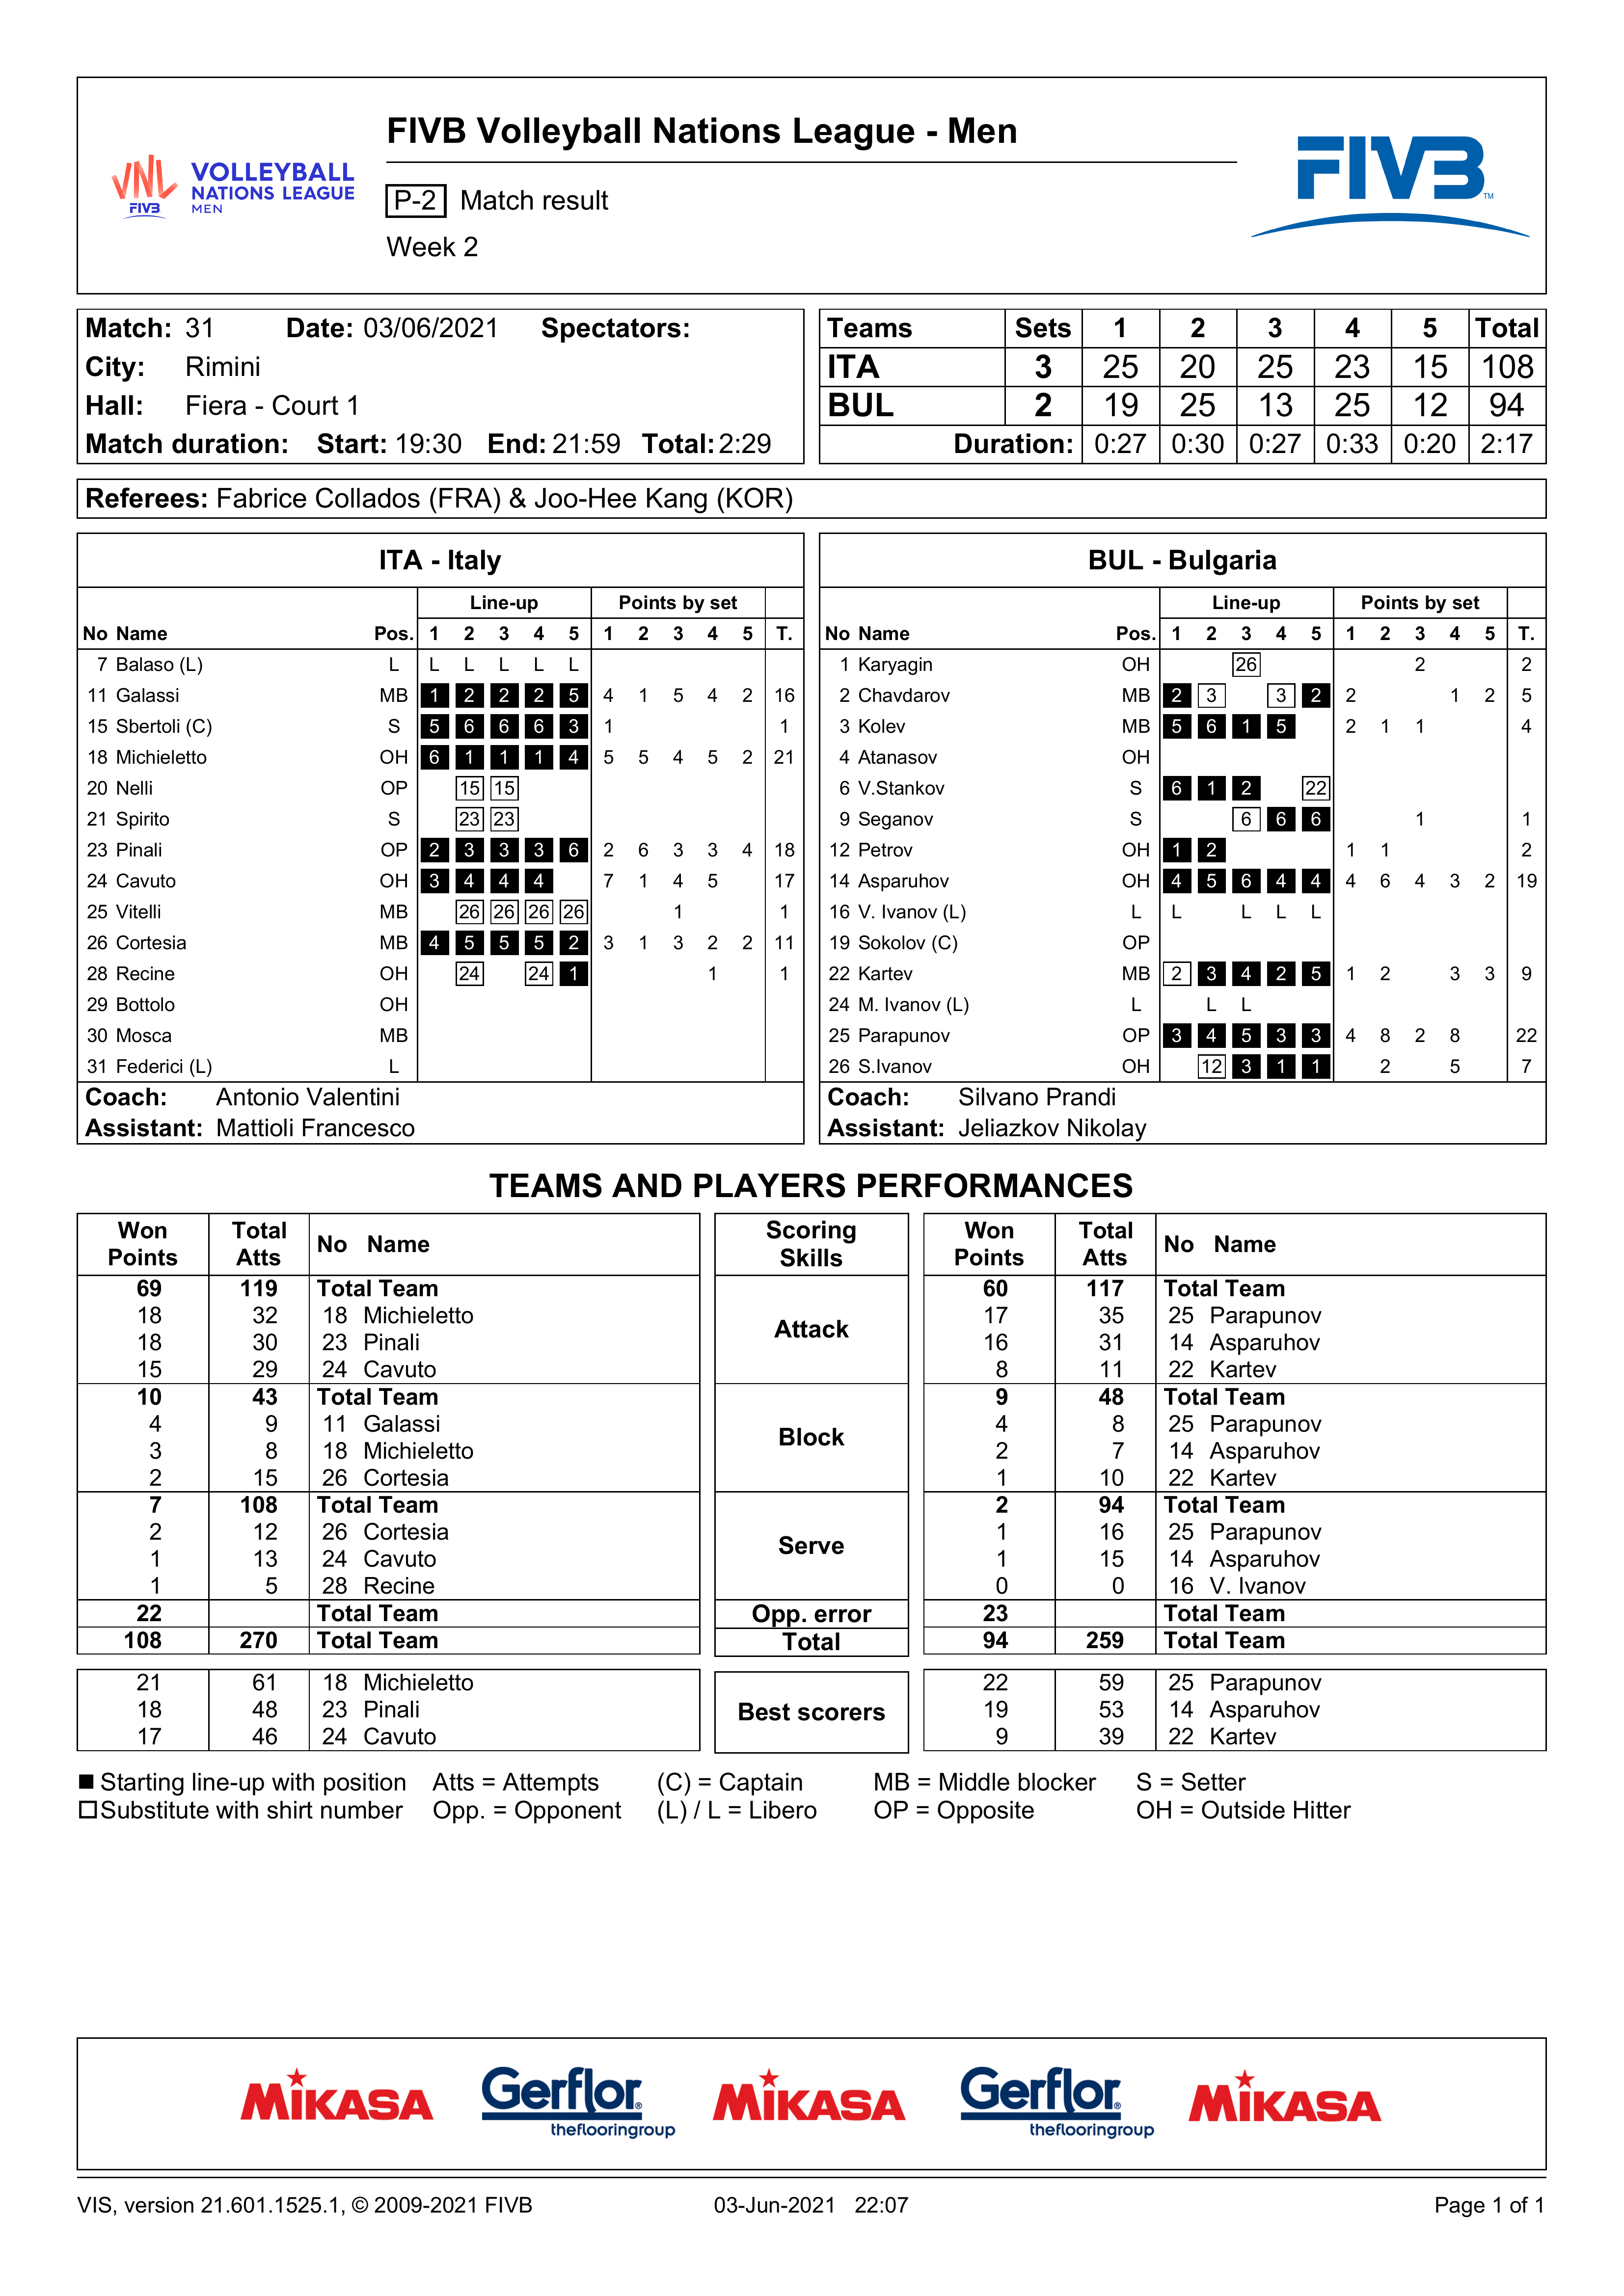 FIVB Volleyball Nations League - Men
VNL FIVB
VOLLEYBALL
NATIONS LEAGUE
MEN
P-2 Match result
Week 2
FIVB TM
Match: 31 Date: 03/06/2021 Spectators:
City: Rimini
Hall: Fiera - Court 1
Match duration: Start: 19:30 End: 21:59 Total: 2:29
Teams Sets 1 2 3 4 5 Total
ITA 3 25 20 25 23 15 108
BUL 2 19 25 13 25 12 94
Duration: 0:27 0:30 0:27 0:33 0:20 2:17
Referees: Fabrice Collados (FRA) & Joo-Hee Kang (KOR)
ITA - Italy
Line-up Points by set
No Name Pos. 1 2 3 4 5 1 2 3 4 5 T.
7 Balaso (L) L L L L L L
11 Galassi MB 1 2 2 2 5 4 1 5 4 2 16
15 Sbertoli (C) S 5 6 6 6 3 1 1
18 Michieletto OH 6 1 1 1 4 5 5 4 5 2 21
20 Nelli OP 15 15
21 Spirito S 23 23
23 Pinali OP 2 3 3 3 6 2 6 3 3 4 18
24 Cavuto OH 3 4 4 4 7 1 4 5 17
25 Vitelli MB 26 26 26 26 1 1
26 Cortesia MB 4 5 5 5 2 3 1 3 2 2 11
28 Recine OH 24 24 1 1 1
29 Bottolo OH
30 Mosca MB
31 Federici (L) L
Coach: Antonio Valentini
Assistant: Mattioli Francesco
BUL - Bulgaria
Line-up Points by set
No Name Pos. 1 2 3 4 5 1 2 3 4 5 T.
1 Karyagin OH 26 2 2
2 Chavdarov MB 2 3 3 2 2 1 2 5
3 Kolev MB 5 6 1 5 2 1 1 4
4 Atanasov OH
6 V.Stankov S 6 1 2 22
9 Seganov S 6 6 6 1 1
12 Petrov OH 1 2 1 1 2
14 Asparuhov OH 4 5 6 4 4 4 6 4 3 2 19
16 V. Ivanov (L) L L L L L
19 Sokolov (C) OP
22 Kartev MB 2 3 4 2 5 1 2 3 3 9
24 M. Ivanov (L) L L L
25 Parapunov OP 3 4 5 3 3 4 8 2 8 22
26 S.Ivanov OH 12 3 1 1 2 5 7
Coach: Silvano Prandi
Assistant: Jeliazkov Nikolay
TEAMS AND PLAYERS PERFORMANCES
Won Points Total Atts No Name Scoring Skills Won Points Total Atts No Name
69 119 Total Team Attack 60 117 Total Team
18 32 18 Michieletto 17 35 25 Parapunov
18 30 23 Pinali 16 31 14 Asparuhov
15 29 24 Cavuto 8 11 22 Kartev
10 43 Total Team Block 9 48 Total Team
4 9 11 Galassi 4 8 25 Parapunov
3 8 18 Michieletto 2 7 14 Asparuhov
2 15 26 Cortesia 1 10 22 Kartev
7 108 Total Team Serve 2 94 Total Team
2 12 26 Cortesia 1 16 25 Parapunov
1 13 24 Cavuto 1 15 14 Asparuhov
1 5 28 Recine 0 0 16 V. Ivanov
22 Total Team Opp. error 23 Total Team
108 270 Total Team Total 94 259 Total Team
21 61 18 Michieletto Best scorers 22 59 25 Parapunov
18 48 23 Pinali 19 53 14 Asparuhov
17 46 24 Cavuto 9 39 22 Kartev
Starting line-up with position Atts = Attempts (C) = Captain MB = Middle blocker S = Setter
Substitute with shirt number Opp. = Opponent (L) / L = Libero OP = Opposite OH = Outside Hitter
MIKASA Gerflor® theflooringgroup MIKASA Gerflor® theflooringgroup MIKASA
VIS, version 21.601.1525.1, © 2009-2021 FIVB 03-Jun-2021 22:07 Page 1 of 1